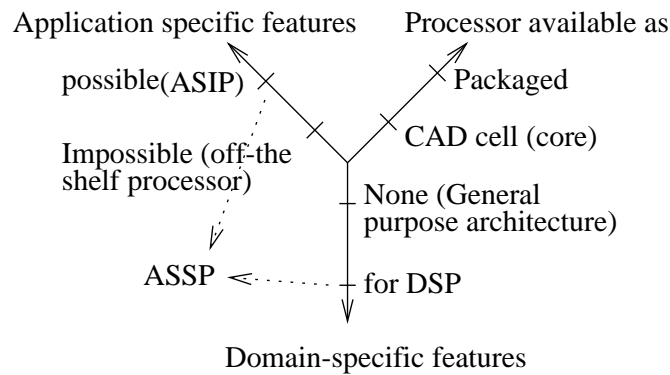 Application specific features
Processor available as
possible(ASIP)
Packaged
CAD cell (core)
Impossible (off-the
shelf processor)
None (General
purpose architecture)
ASSP
for DSP
Domain-specific features